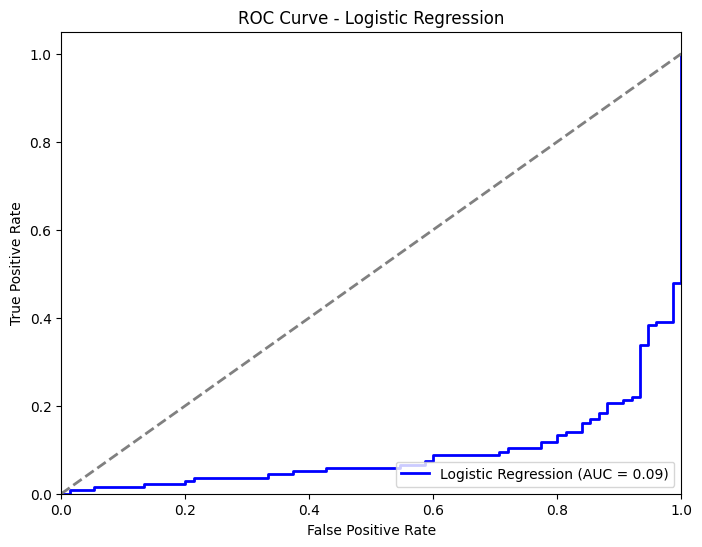 ROC Curve - Logistic Regression
True Positive Rate
1.0
0.8
0.6
0.4
0.2
0.0
Logistic Regression (AUC = 0.09)
0.0 0.2 0.4 0.6 0.8 1.0
False Positive Rate